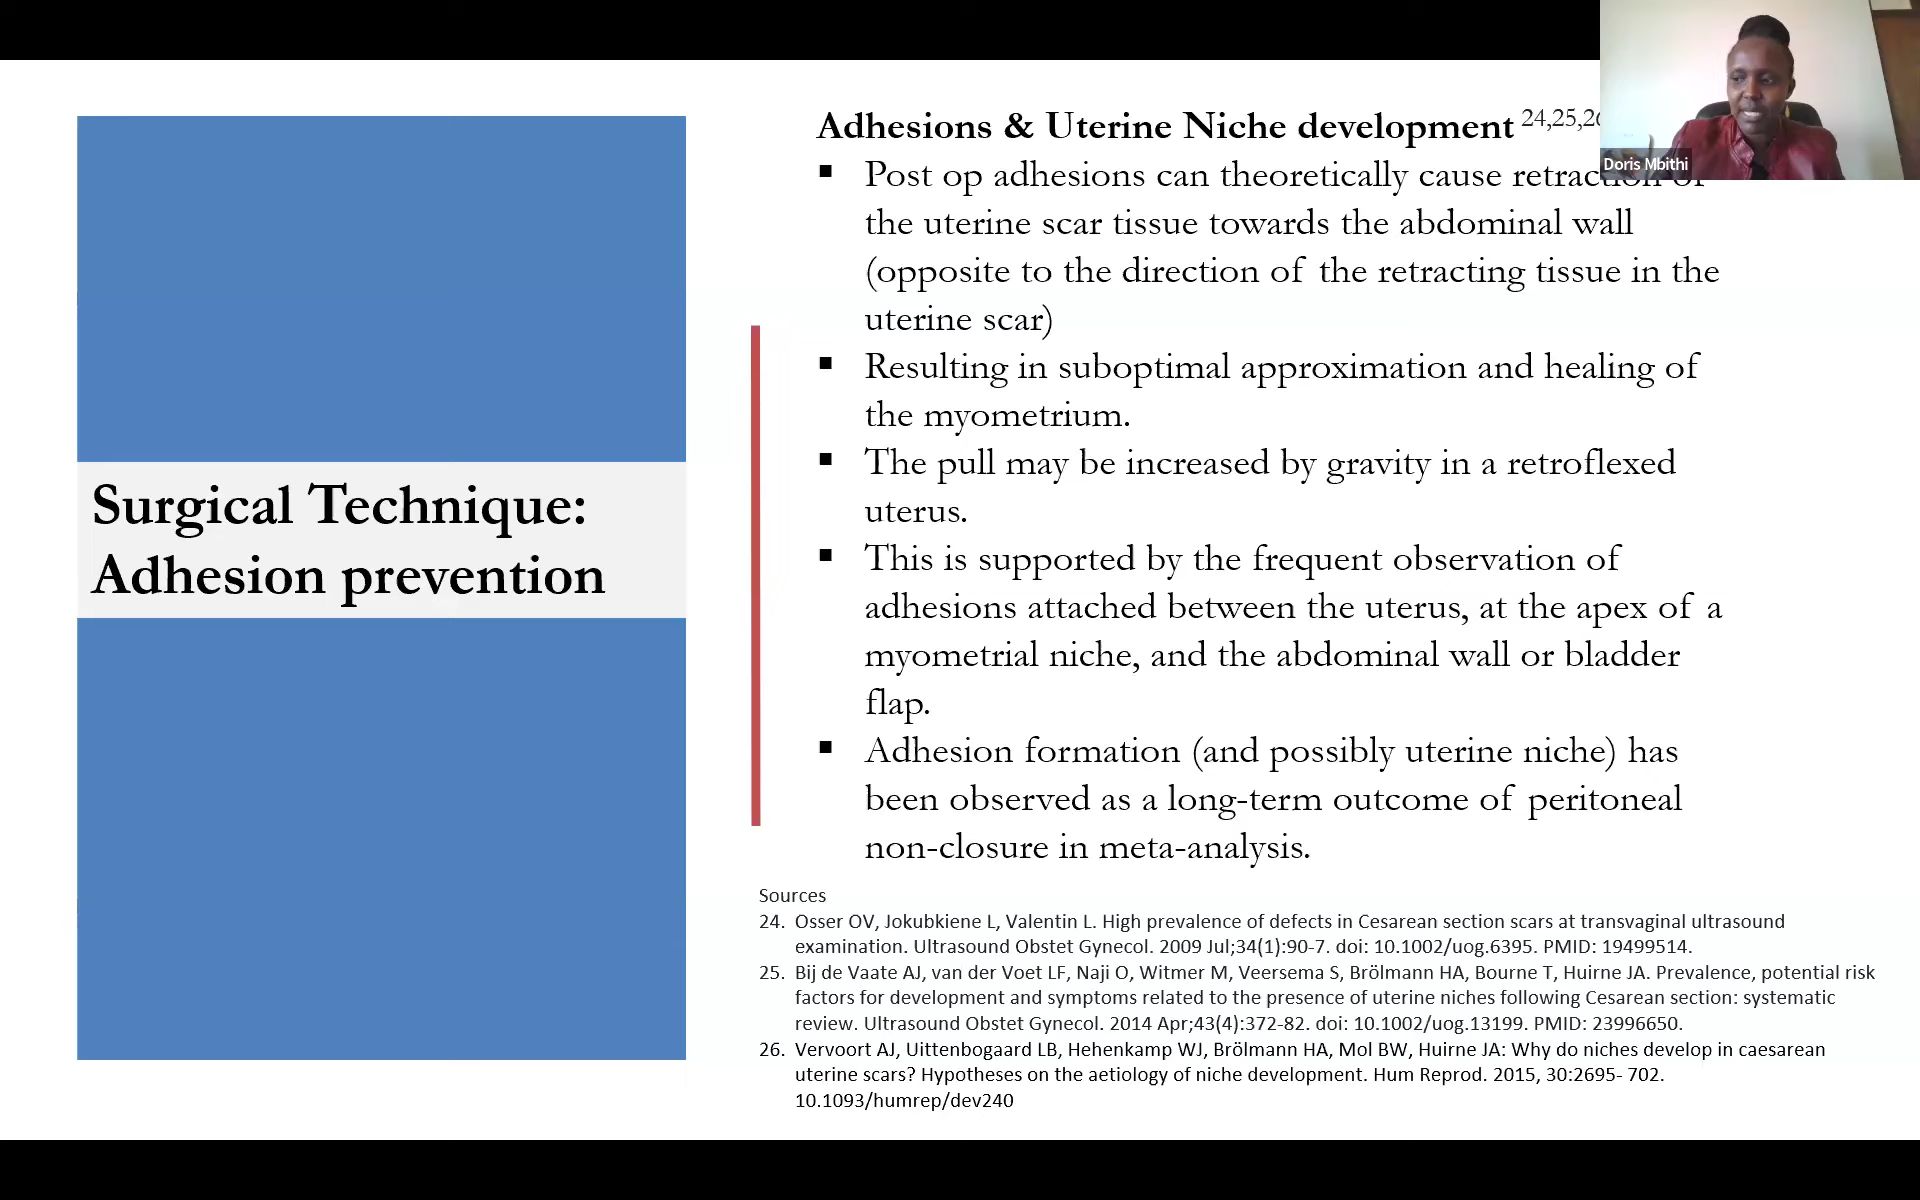 Adhesions & Uterine Niche development 24,25,26
Doris Mbithi
▪ Post op adhesions can theoretically cause retraction of
the uterine scar tissue towards the abdominal wall
(opposite to the direction of the retracting tissue in the
uterine scar)
▪ Resulting in suboptimal approximation and healing of
the myometrium.
▪ The pull may be increased by gravity in a retroflexed
uterus.
▪ This is supported by the frequent observation of
adhesions attached between the uterus, at the apex of a
myometrial niche, and the abdominal wall or bladder
flap.
▪ Adhesion formation (and possibly uterine niche) has
been observed as a long-term outcome of peritoneal
non-closure in meta-analysis.
Surgical Technique:
Adhesion prevention
Sources
24. Osser OV, Jokubkiene L, Valentin L. High prevalence of defects in Cesarean section scars at transvaginal ultrasound
examination. Ultrasound Obstet Gynecol. 2009 Jul;34(1):90-7. doi: 10.1002/uog.6395. PMID: 19499514.
25. Bij de Vaate AJ, van der Voet LF, Naji O, Witmer M, Veersema S, Brölmann HA, Bourne T, Huirne JA. Prevalence, potential risk
factors for development and symptoms related to the presence of uterine niches following Cesarean section: systematic
review. Ultrasound Obstet Gynecol. 2014 Apr;43(4):372-82. doi: 10.1002/uog.13199. PMID: 23996650.
26. Vervoort AJ, Uittenbogaard LB, Hehenkamp WJ, Brölmann HA, Mol BW, Huirne JA: Why do niches develop in caesarean
uterine scars? Hypotheses on the aetiology of niche development. Hum Reprod. 2015, 30:2695- 702.
10.1093/humrep/dev240